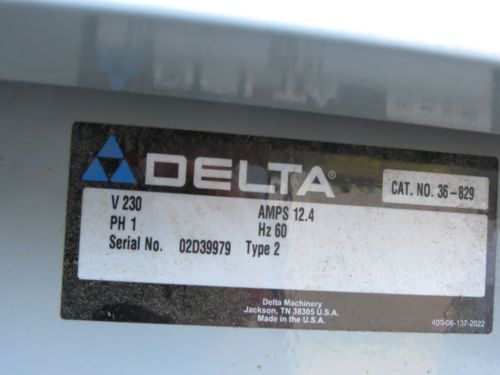 DELTA®
CAT. NO. 36-829
V 230 AMPS 12.4
PH 1 Hz 60
Serial No. 02D39979 Type 2
Delta Machinery
Jackson, TN 38305 U.S.A.
Made in the U.S.A.
400-06-137-2022